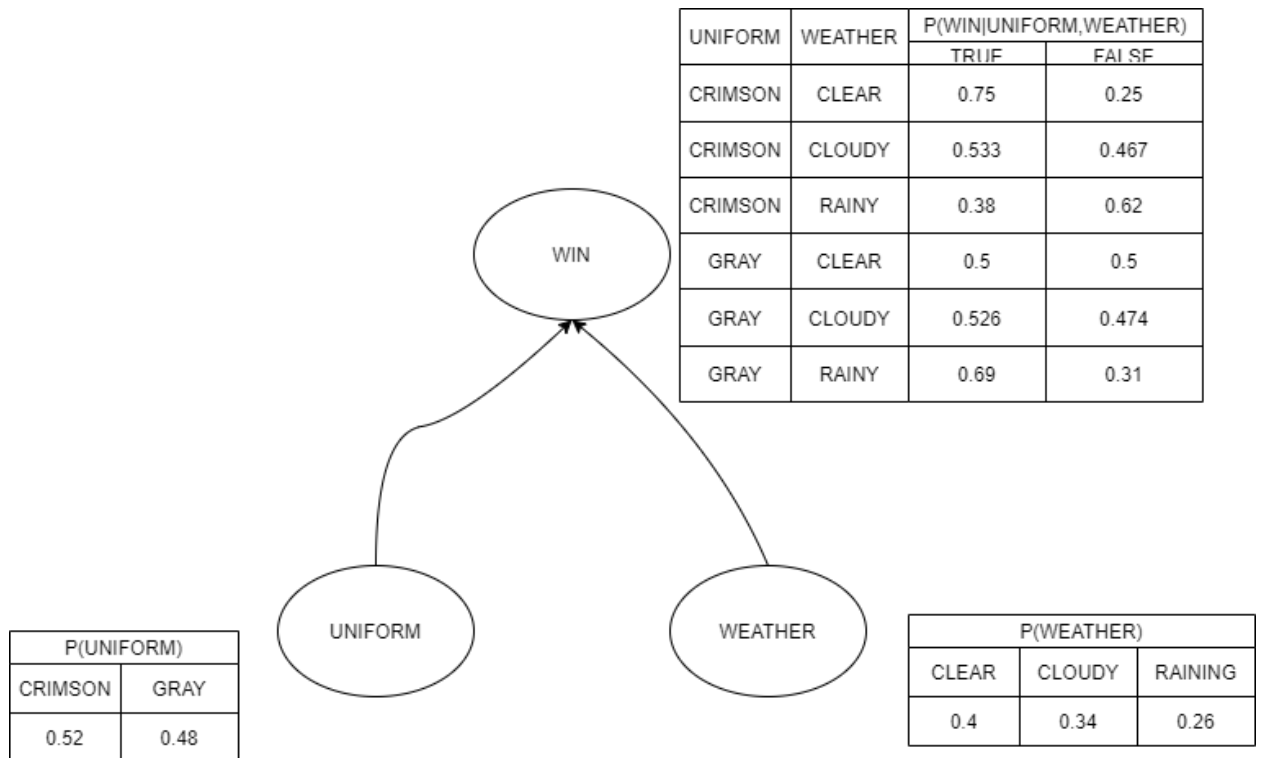 UNIFORM WEATHER P(WIN|UNIFORM,WEATHER)
TRUE FALSE
CRIMSON CLEAR 0.75 0.25
CRIMSON CLOUDY 0.533 0.467
CRIMSON RAINY 0.38 0.62
GRAY CLEAR 0.5 0.5
GRAY CLOUDY 0.526 0.474
GRAY RAINY 0.69 0.31
WIN
UNIFORM
WEATHER
P(UNIFORM)
CRIMSON GRAY
0.52 0.48
P(WEATHER)
CLEAR CLOUDY RAINING
0.4 0.34 0.26